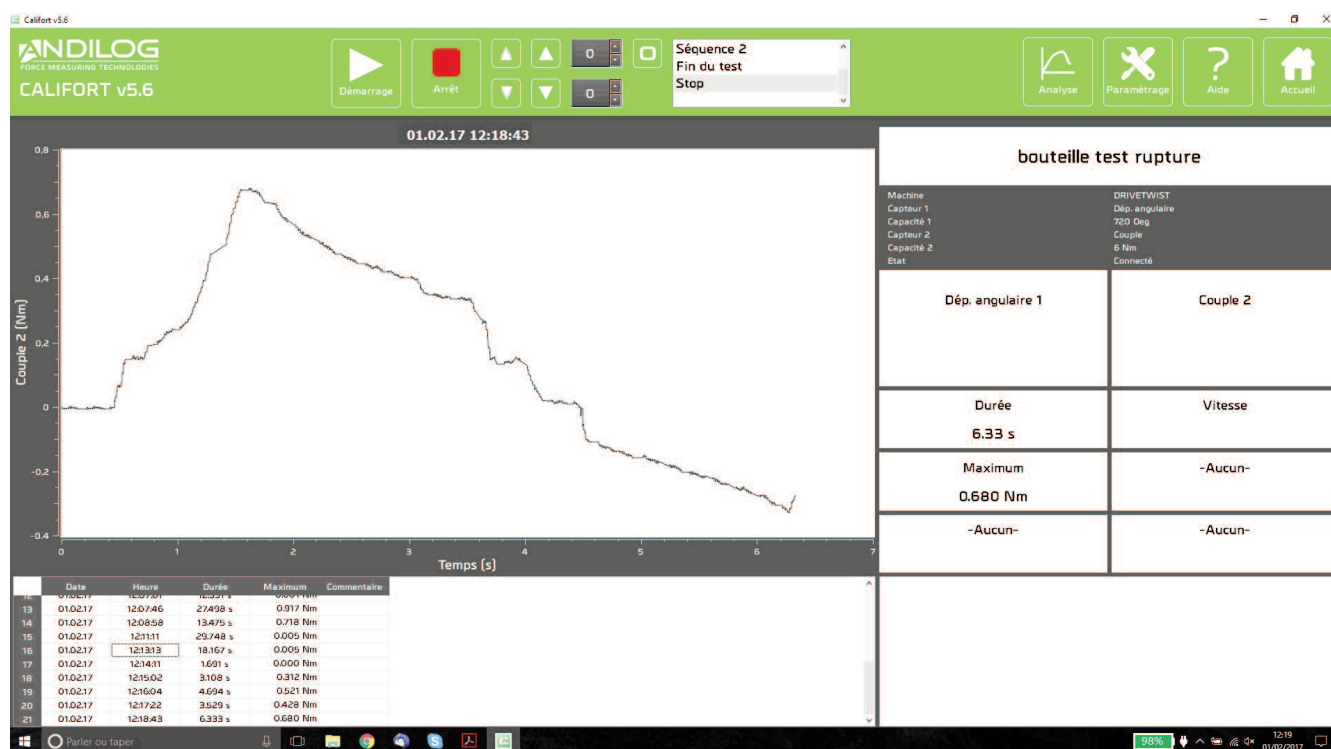 Califort v5.6
ANDILOG
FORCE MEASURING TECHNOLOGIES
CALIFORT v5.6
Démarrage
Arrêt
0
0
Séquence 2
Fin du test
Stop
Analyse
Paramétrage
Aide
Accueil
01.02.17 12:18:43
0,8
0,6
0,4
0,2
0
-0,2
-0,4
Couple 2 [Nm]
0 1 2 3 4 5 6 7
Temps [s]
bouteille test rupture
Machine DRIVETWIST
Capteur 1 Dép. angulaire
Capacité 1 720 Deg
Capteur 2 Couple
Capacité 2 6 Nm
Etat Connecté
Dép. angulaire 1 Couple 2
Durée Vitesse
6.33 s
Maximum -Aucun-
0.680 Nm
-Aucun- -Aucun-
Date Heure Durée Maximum Commentaire
13 01.02.17 12:07:46 27.498 s 0.917 Nm
14 01.02.17 12:08:58 13.475 s 0.718 Nm
15 01.02.17 12:11:11 29.748 s 0.005 Nm
16 01.02.17 12:13:13 18.167 s 0.005 Nm
17 01.02.17 12:14:11 1.691 s 0.000 Nm
18 01.02.17 12:15:02 3.108 s 0.312 Nm
19 01.02.17 12:16:04 4.694 s 0.521 Nm
20 01.02.17 12:17:22 3.529 s 0.428 Nm
21 01.02.17 12:18:43 6.333 s 0.680 Nm
Parler ou taper
98%
12:19
01/02/2017